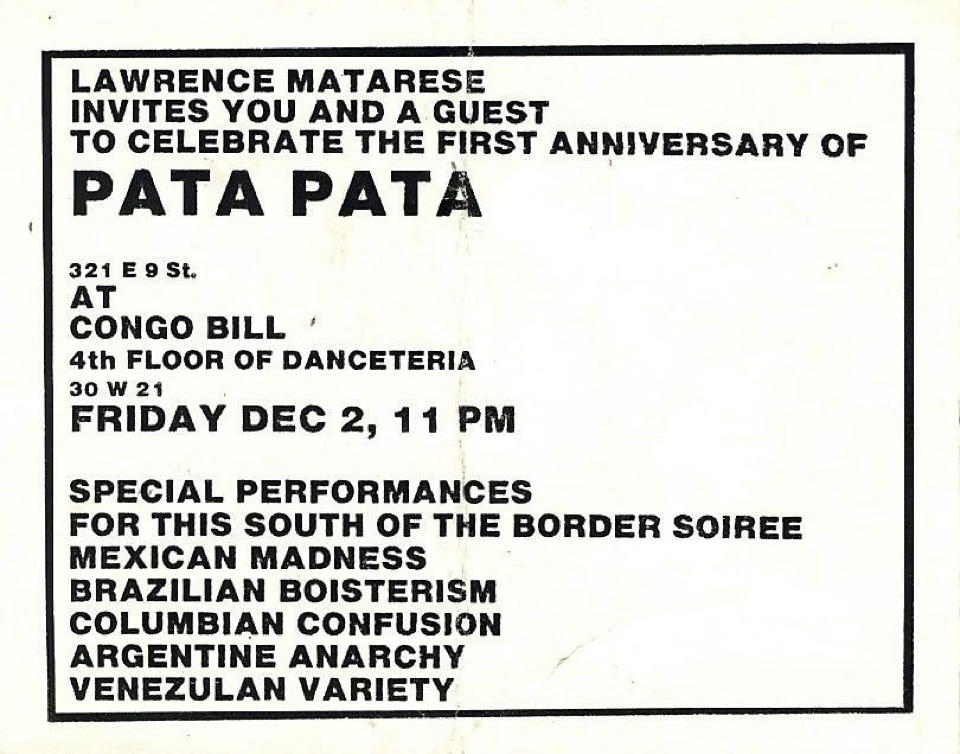 LAWRENCE MATARESE
INVITES YOU AND A GUEST
TO CELEBRATE THE FIRST ANNIVERSARY OF
PATA PATA
321 E 9 St.
AT
CONGO BILL
4th FLOOR OF DANCETERIA
30 W 21
FRIDAY DEC 2, 11 PM
SPECIAL PERFORMANCES
FOR THIS SOUTH OF THE BORDER SOIREE
MEXICAN MADNESS
BRAZILIAN BOISTERISM
COLUMBIAN CONFUSION
ARGENTINE ANARCHY
VENEZULAN VARIETY